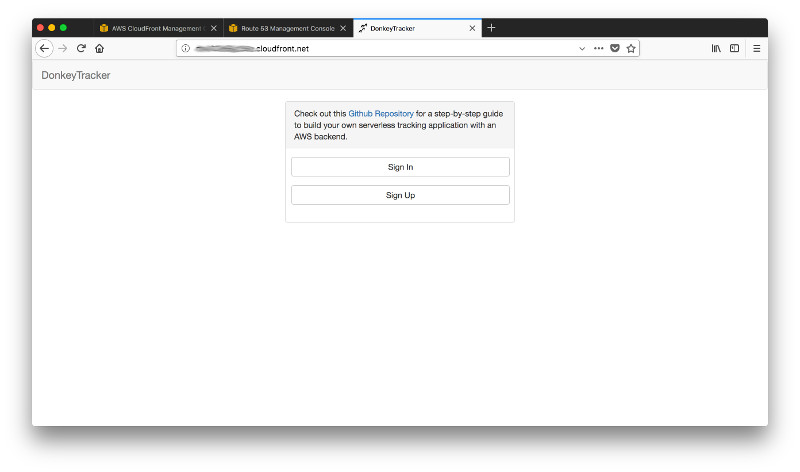 AWS CloudFront Management
Route 53 Management Console
DonkeyTracker
.cloudfront.net
DonkeyTracker
Check out this Github Repository for a step-by-step guide
to build your own serverless tracking application with an
AWS backend.
Sign In
Sign Up